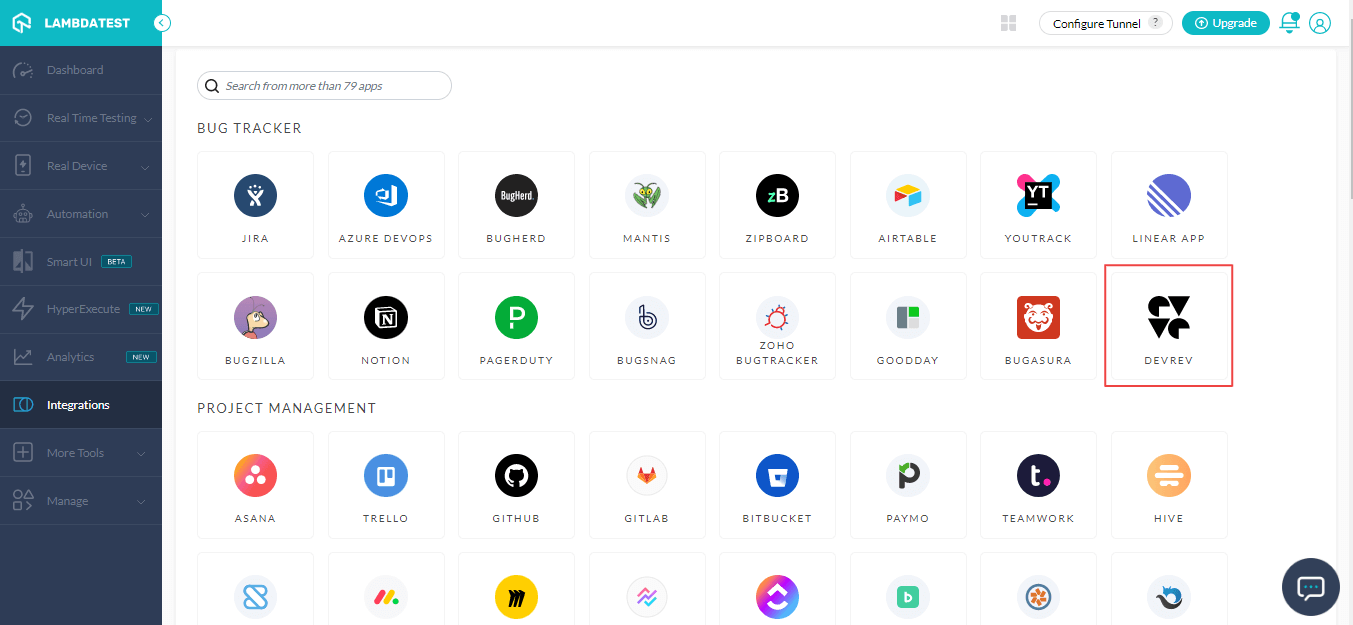 LAMBDATEST
Configure Tunnel ?
Upgrade
Dashboard
Real Time Testing
Real Device
Automation
Smart UI BETA
HyperExecute NEW
Analytics NEW
Integrations
More Tools
Manage
Search from more than 79 apps
BUG TRACKER
JIRA
AZURE DEVOPS
BugHerd.
BUGHERD
MANTIS
zB
ZIPBOARD
AIRTABLE
YT
YOUTRACK
LINEAR APP
BUGZILLA
N
NOTION
P
PAGERDUTY
b
BUGSNAG
ZOHO
BUGTRACKER
GOODDAY
BUGASURA
DEVREV
PROJECT MANAGEMENT
ASANA
TRELLO
GITHUB
GITLAB
BITBUCKET
P
PAYMO
t.
TEAMWORK
HIVE
b